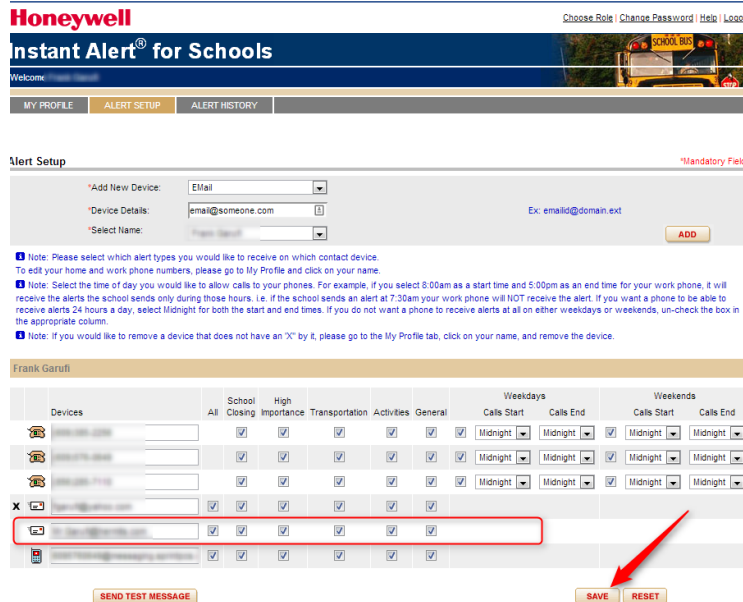 Honeywell
Choose Role | Change Password | Help | Logo
Instant Alert® for Schools
SCHOOL BUS
STOP
Welcome
MY PROFILE ALERT SETUP ALERT HISTORY
Alert Setup
*Mandatory Field
*Add New Device: EMail
*Device Details: email@someone.com Ex: emailid@domain.ext
*Select Name:
ADD
Note: Please select which alert types you would like to receive on which contact device.
To edit your home and work phone numbers, please go to My Profile and click on your name.
Note: Select the time of day you would like to allow calls to your phones. For example, if you select 8:00am as a start time and 5:00pm as an end time for your work phone, it will
receive the alerts the school sends only during those hours. i.e. if the school sends an alert at 7:30am your work phone will NOT receive the alert. If you want a phone to be able to
receive alerts 24 hours a day, select Midnight for both the start and end times. If you do not want a phone to receive alerts at all on either weekdays or weekends, un-check the box in
the appropriate column.
Note: If you would like to remove a device that does not have an "X" by it, please go to the My Profile tab, click on your name, and remove the device.
Frank Garufi
Weekdays Weekends
School High
Devices All Closing Importance Transportation Activities General Calls Start Calls End Calls Start Calls End
Midnight Midnight Midnight Midnight
Midnight Midnight Midnight Midnight
Midnight Midnight Midnight Midnight
X
SEND TEST MESSAGE SAVE RESET